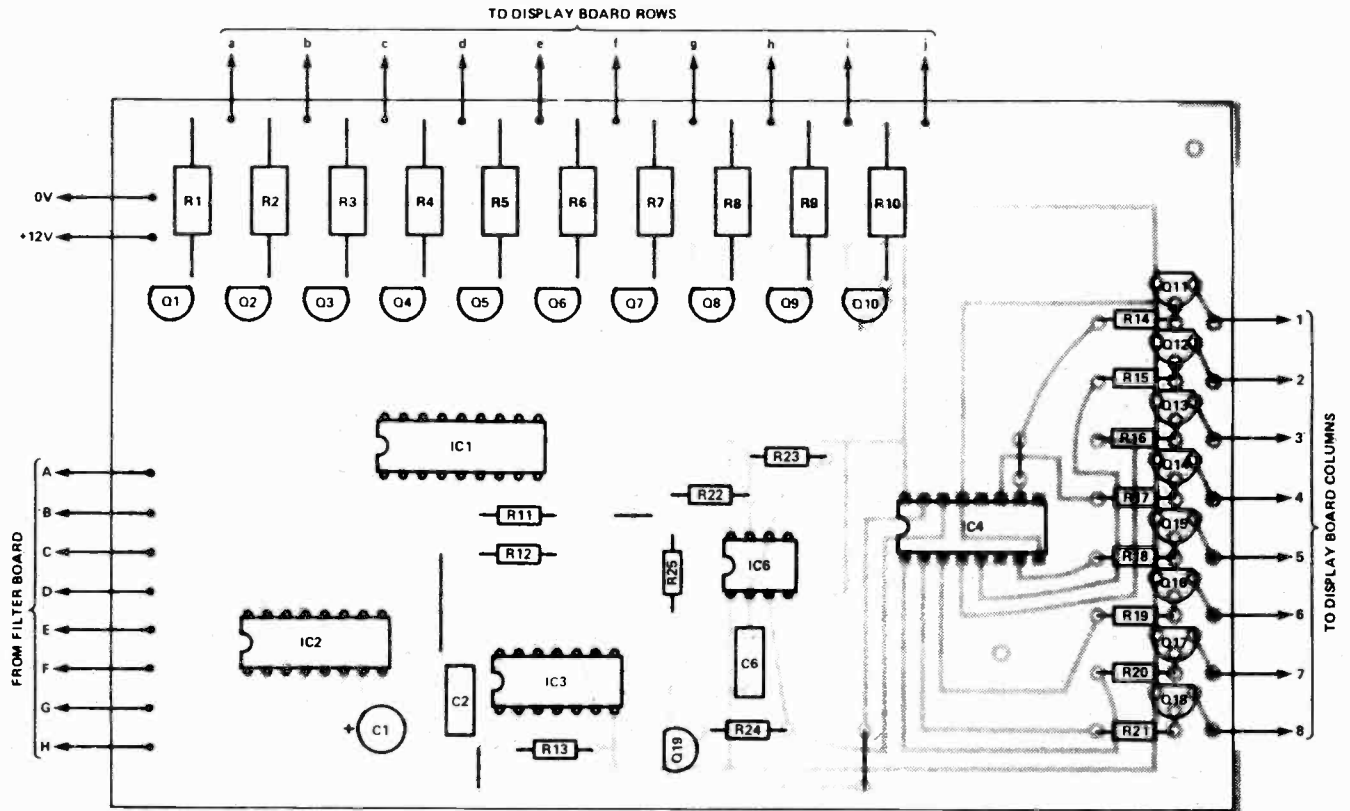 TO DISPLAY BOARD ROWS
a b c d e f g h i j
0V
+12V
R1 R2 R3 R4 R5 R6 R7 R8 R9 R10
Q1 Q2 Q3 Q4 Q5 Q6 Q7 Q8 Q9 Q10
Q11
R14 1
Q12
R15 2
Q13
R16 3
Q14
R17 4
Q15
R18 5
Q16
R19 6
Q17
R20 7
Q18
R21 8
TO DISPLAY BOARD COLUMNS
IC1
R23
R22
R11
R12
R25
IC6
IC4
IC2
IC3
C6
C2
+ C1
R13
Q19
R24
FROM FILTER BOARD
A
B
C
D
E
F
G
H